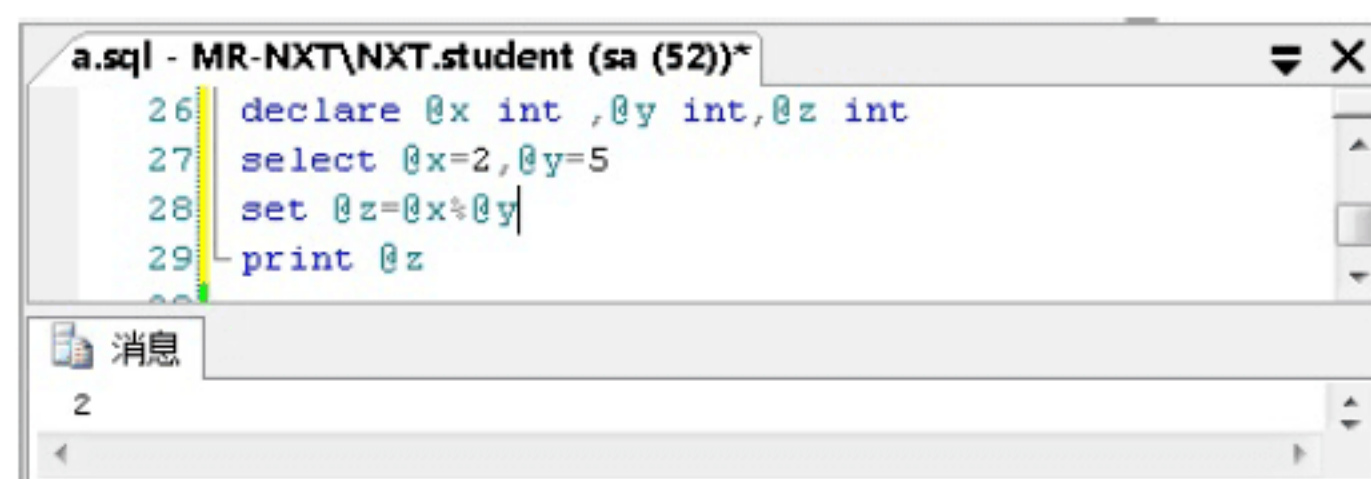 a.sql - MR-NXT\NXT.student (sa (52))*
26 declare @x int ,@y int,@z int
27 select @x=2,@y=5
28 set @z=@x%@y
29 print @z
消息
2